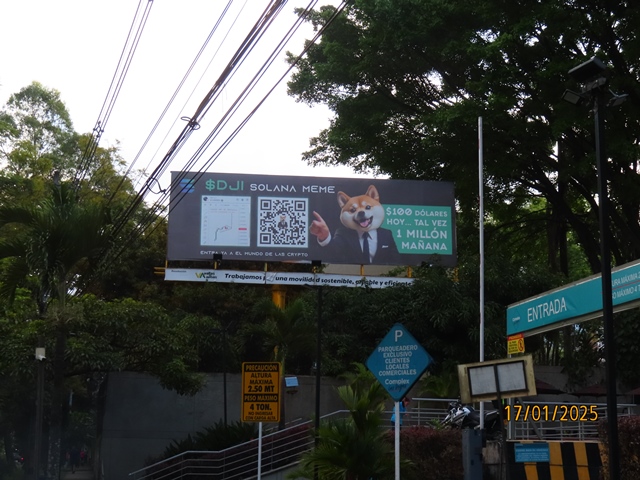 $DJI SOLANA MEME
$100 DÓLARES
HOY... TAL VEZ
1 MILLÓN
MAÑANA
ENTRATE A EL MUNDO DE LAS CRYPTO
Trabajamos por una movilidad sostenible, amable y eficiente
ENTRADA
P
PARQUEADERO
EXCLUSIVO
CLIENTES
LOCALES
COMERCIALES
Complex
PRECAUCIÓN
ALTURA
MÁXIMA
2.50 MT
PESO MÁXIMO
4 TON.
17/01/2025